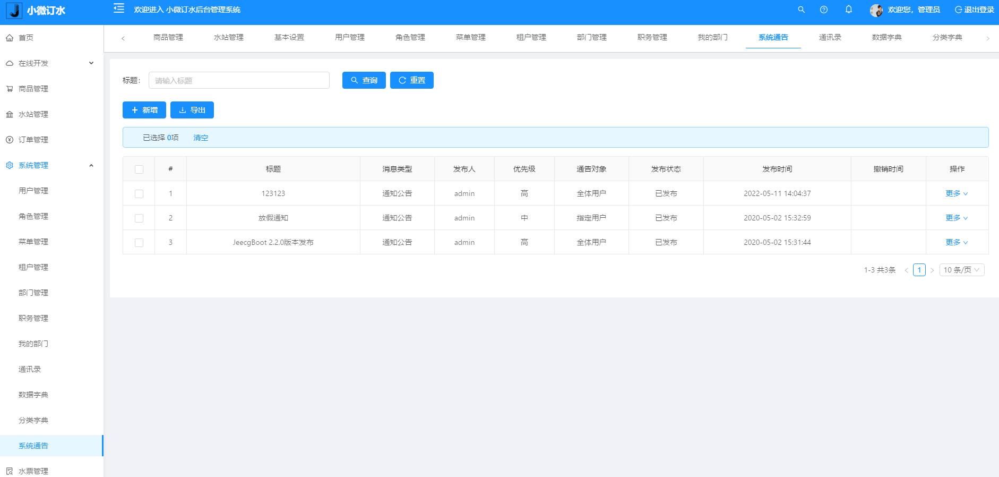 小微订水
欢迎进入 小微订水后台管理系统
欢迎您，管理员
退出登录
首页
在线开发
商品管理
水站管理
订单管理
系统管理
用户管理
角色管理
菜单管理
租户管理
部门管理
职务管理
我的部门
通讯录
数据字典
分类字典
系统通告
水票管理
商品管理 水站管理 基本设置 用户管理 角色管理 菜单管理 租户管理 部门管理 职务管理 我的部门 系统通告 通讯录 数据字典 分类字典
标题： 请输入标题 查询 重置
新增 导出
已选择 0项 清空
# 标题 消息类型 发布人 优先级 通告对象 发布状态 发布时间 撤销时间 操作
1 123123 通知公告 admin 高 全体用户 已发布 2022-05-11 14:04:37 更多
2 放假通知 通知公告 admin 中 指定用户 已发布 2020-05-02 15:32:59 更多
3 JeecgBoot 2.2.0版本发布 通知公告 admin 高 全体用户 已发布 2020-05-02 15:31:44 更多
1-3 共3条 1 10 条/页